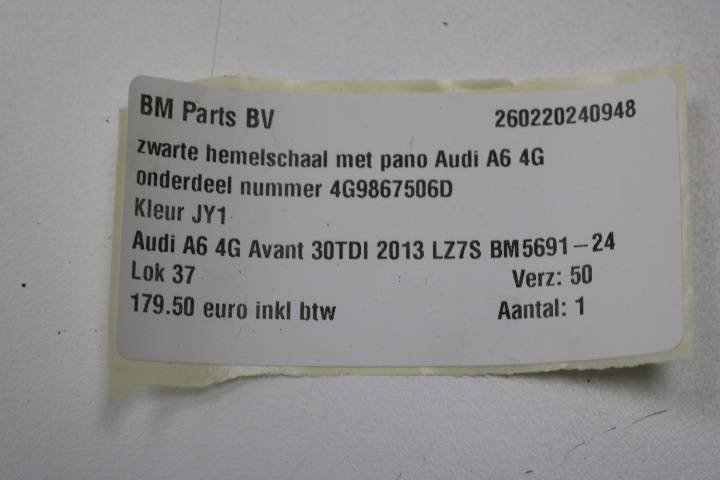 BM Parts BV 260220240948
zwarte hemelschaal met pano Audi A6 4G
onderdeel nummer 4G9867506D
Kleur JY1
Audi A6 4G Avant 30TDI 2013 LZ7S BM5691-24
Lok 37 Verz: 50
179.50 euro inkl btw Aantal: 1